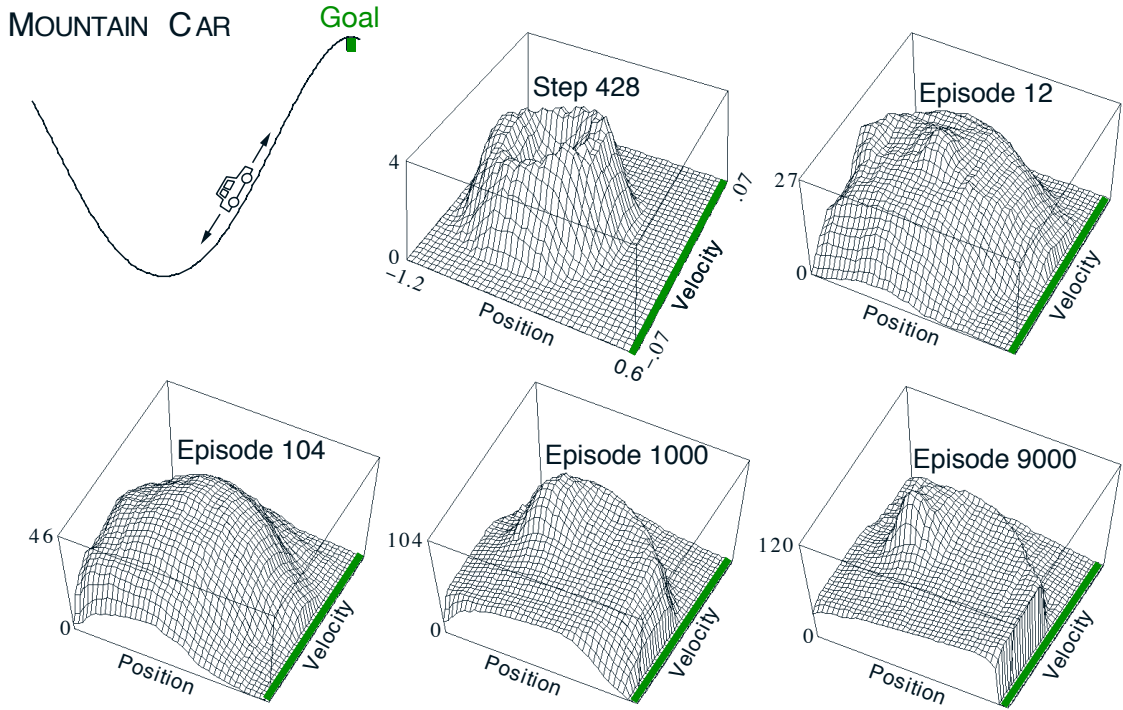 MOUNTAIN CAR
Goal
Step 428
4
0
-1.2
Position
0.6
-.07
Velocity
.07
Episode 12
27
0
Position
Velocity
Episode 104
46
0
Position
Velocity
Episode 1000
104
0
Position
Velocity
Episode 9000
120
0
Position
Velocity